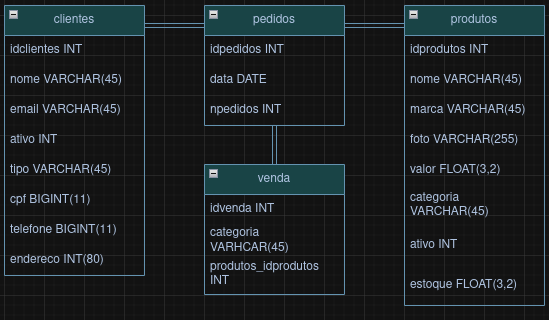 clientes
idclientes INT
nome VARCHAR(45)
email VARCHAR(45)
ativo INT
tipo VARCHAR(45)
cpf BIGINT(11)
telefone BIGINT(11)
endereco INT(80)
pedidos
idpedidos INT
data DATE
npedidos INT
venda
idvenda INT
categoria
VARHCAR(45)
produtos_idprodutos
INT
produtos
idprodutos INT
nome VARCHAR(45)
marca VARCHAR(45)
foto VARCHAR(255)
valor FLOAT(3,2)
categoria
VARCHAR(45)
ativo INT
estoque FLOAT(3,2)